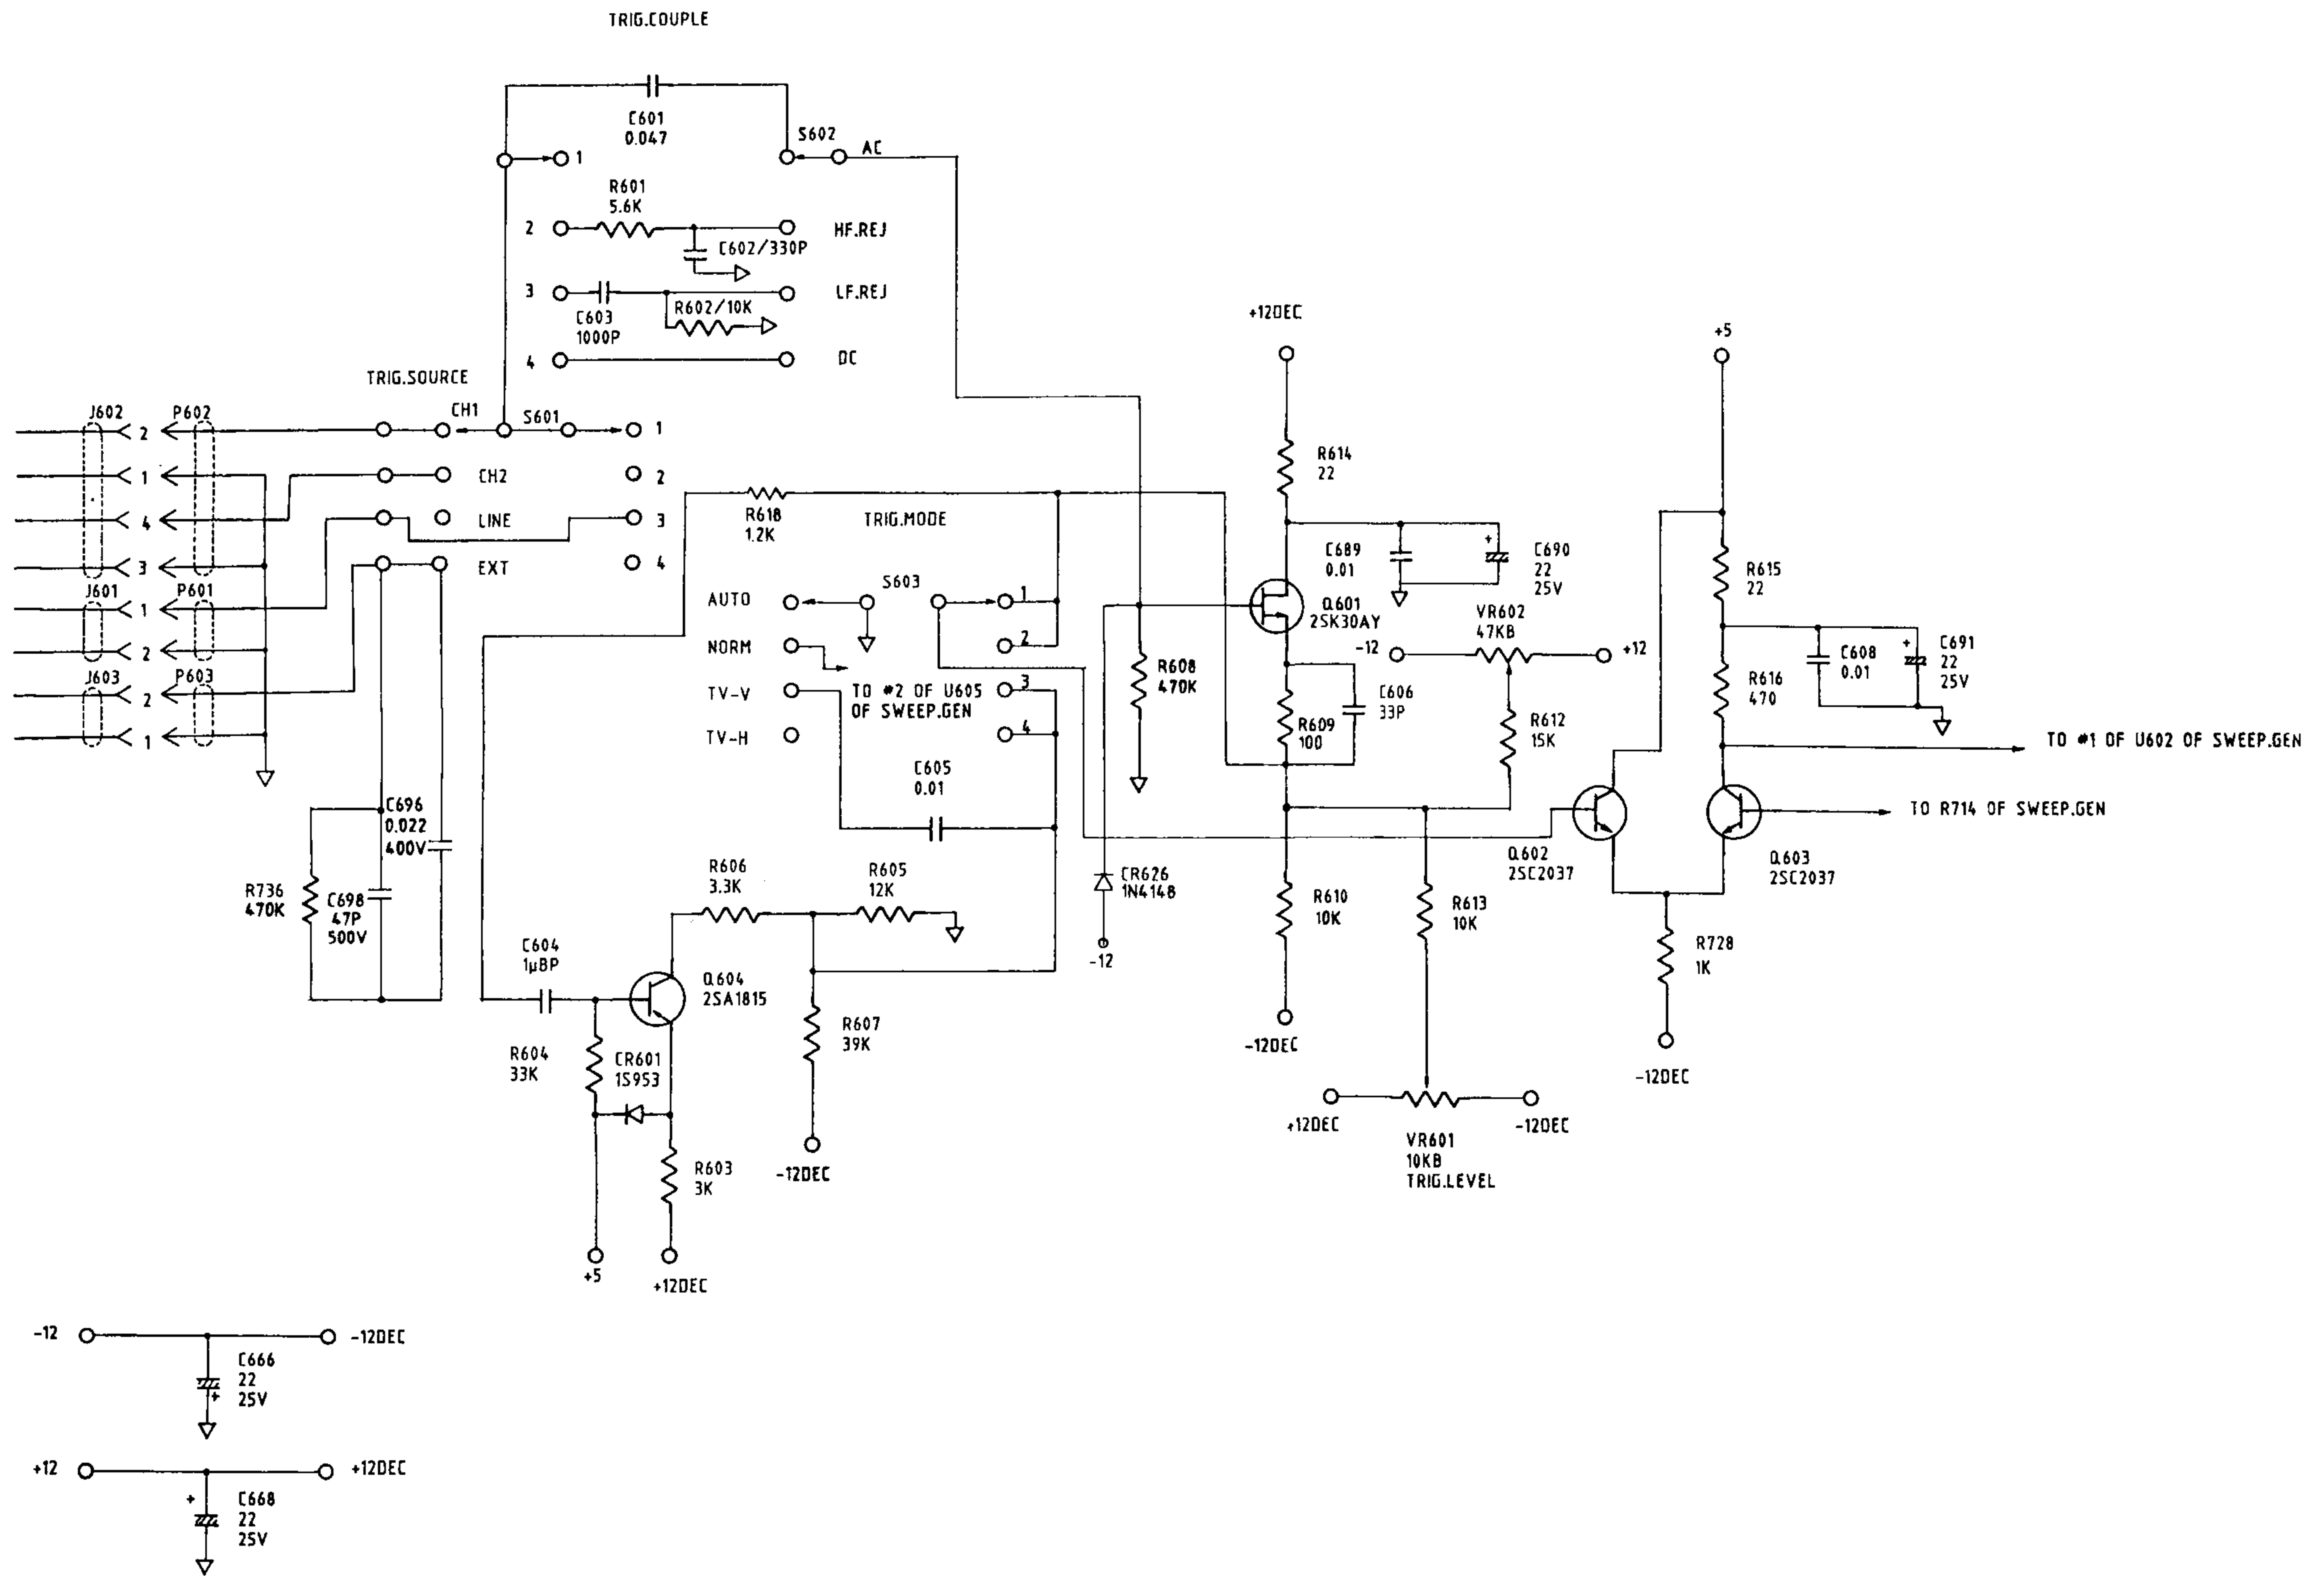 TRIG.COUPLE
C601
0.047
S602
AC
1
R601
5.6K
2
HF.REJ
C602/330P
3
LF.REJ
R602/10K
C603
1000P
4
DC
TRIG.SOURCE
J602
P602
CH1
S601
2
1
1
CH2
2
4
LINE
3
3
EXT
4
J601
P601
1
2
J603
P603
2
1
R618
1.2K
TRIG.MODE
AUTO
S603
1
NORM
2
TO #2 OF U605
OF SWEEP.GEN
TV-V
3
TV-H
4
C605
0.01
C696
0.022
400V
R736
470K
C698
47P
500V
R606
3.3K
R605
12K
C604
1µBP
Q604
2SA1815
R604
33K
CR601
1S953
R607
39K
-12DEC
R603
3K
+5
+12DEC
+12DEC
R614
22
C689
0.01
+
C690
22
25V
Q601
2SK30AY
VR602
47KB
-12
+12
R608
470K
C606
33P
R609
100
R612
15K
CR626
1N4148
-12
R610
10K
-12DEC
R613
10K
+12DEC
-12DEC
VR601
10KB
TRIG.LEVEL
+5
R615
22
R616
470
C608
0.01
+
C691
22
25V
TO #1 OF U602 OF SWEEP.GEN
TO R714 OF SWEEP.GEN
Q602
2SC2037
Q603
2SC2037
R728
1K
-12DEC
-12
-12DEC
C666
22
25V
+
+12
+12DEC
+
C668
22
25V